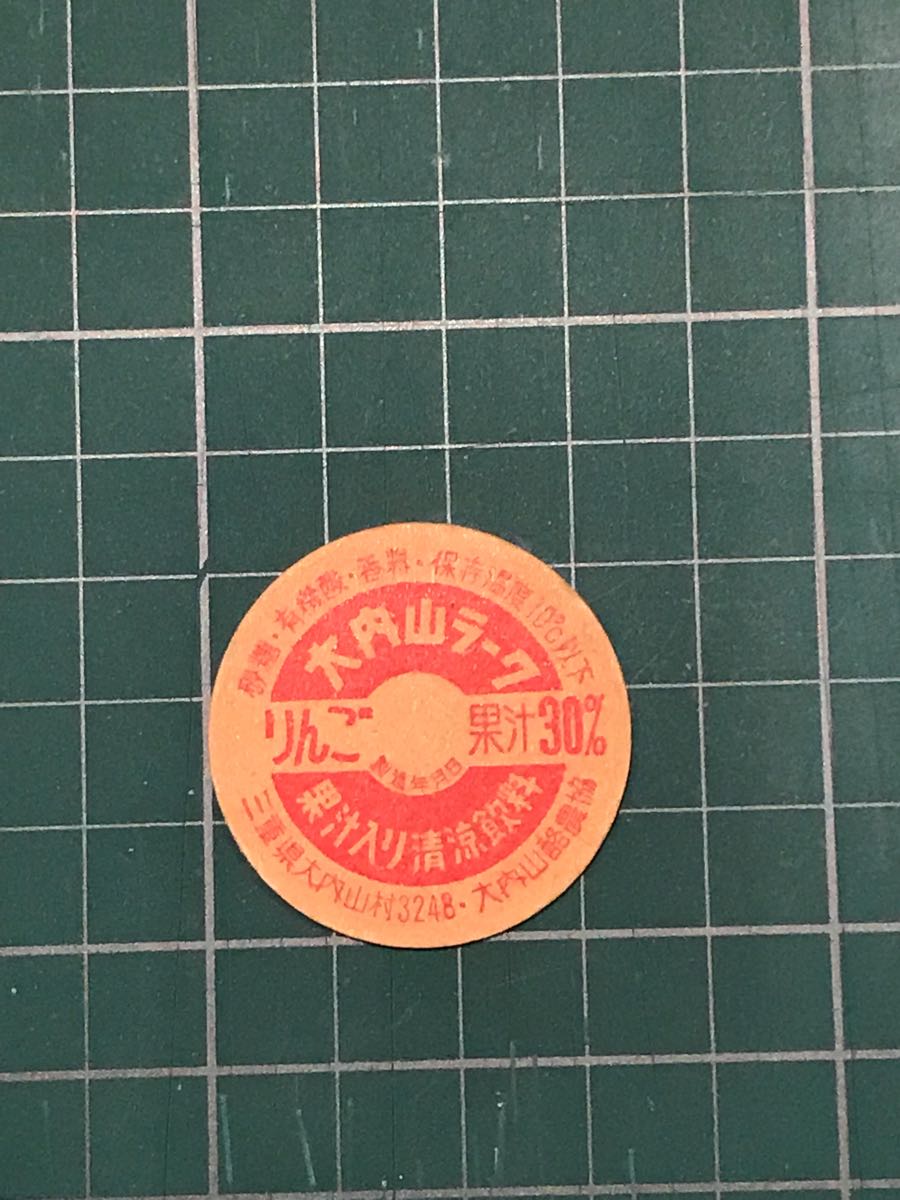 砂糖・有機酸・香料・保存温度10℃以下
大内山ラーク
りんご 果汁30%
製造年月日
果汁入り清涼飲料
三重県大内山村3248・大内山酪農協